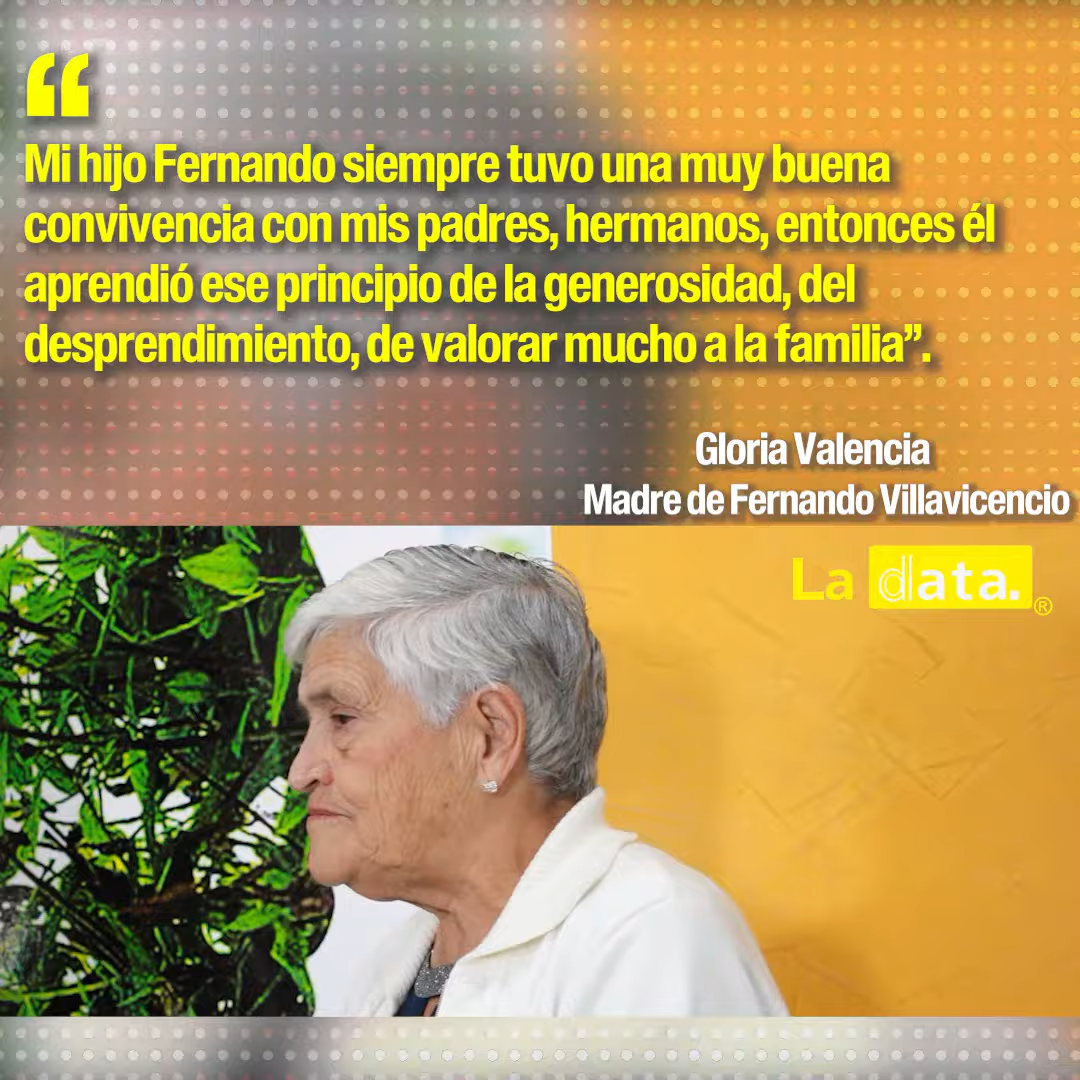 “
Mi hijo Fernando siempre tuvo una muy buena
convivencia con mis padres, hermanos, entonces él
aprendió ese principio de la generosidad, del
desprendimiento, de valorar mucho a la familia”.
Gloria Valencia
Madre de Fernando Villavicencio
La data.®